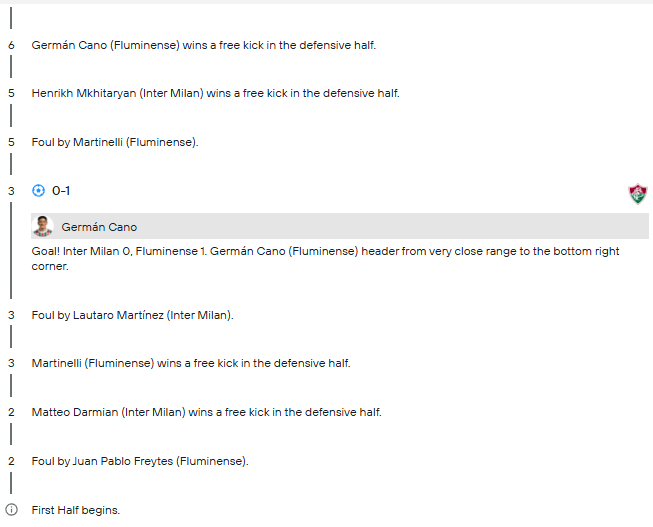 6 Germán Cano (Fluminense) wins a free kick in the defensive half.
5 Henrikh Mkhitaryan (Inter Milan) wins a free kick in the defensive half.
5 Foul by Martinelli (Fluminense).
3 0-1
Germán Cano
Goal! Inter Milan 0, Fluminense 1. Germán Cano (Fluminense) header from very close range to the bottom right
corner.
3 Foul by Lautaro Martínez (Inter Milan).
3 Martinelli (Fluminense) wins a free kick in the defensive half.
2 Matteo Darmian (Inter Milan) wins a free kick in the defensive half.
2 Foul by Juan Pablo Freytes (Fluminense).
First Half begins.